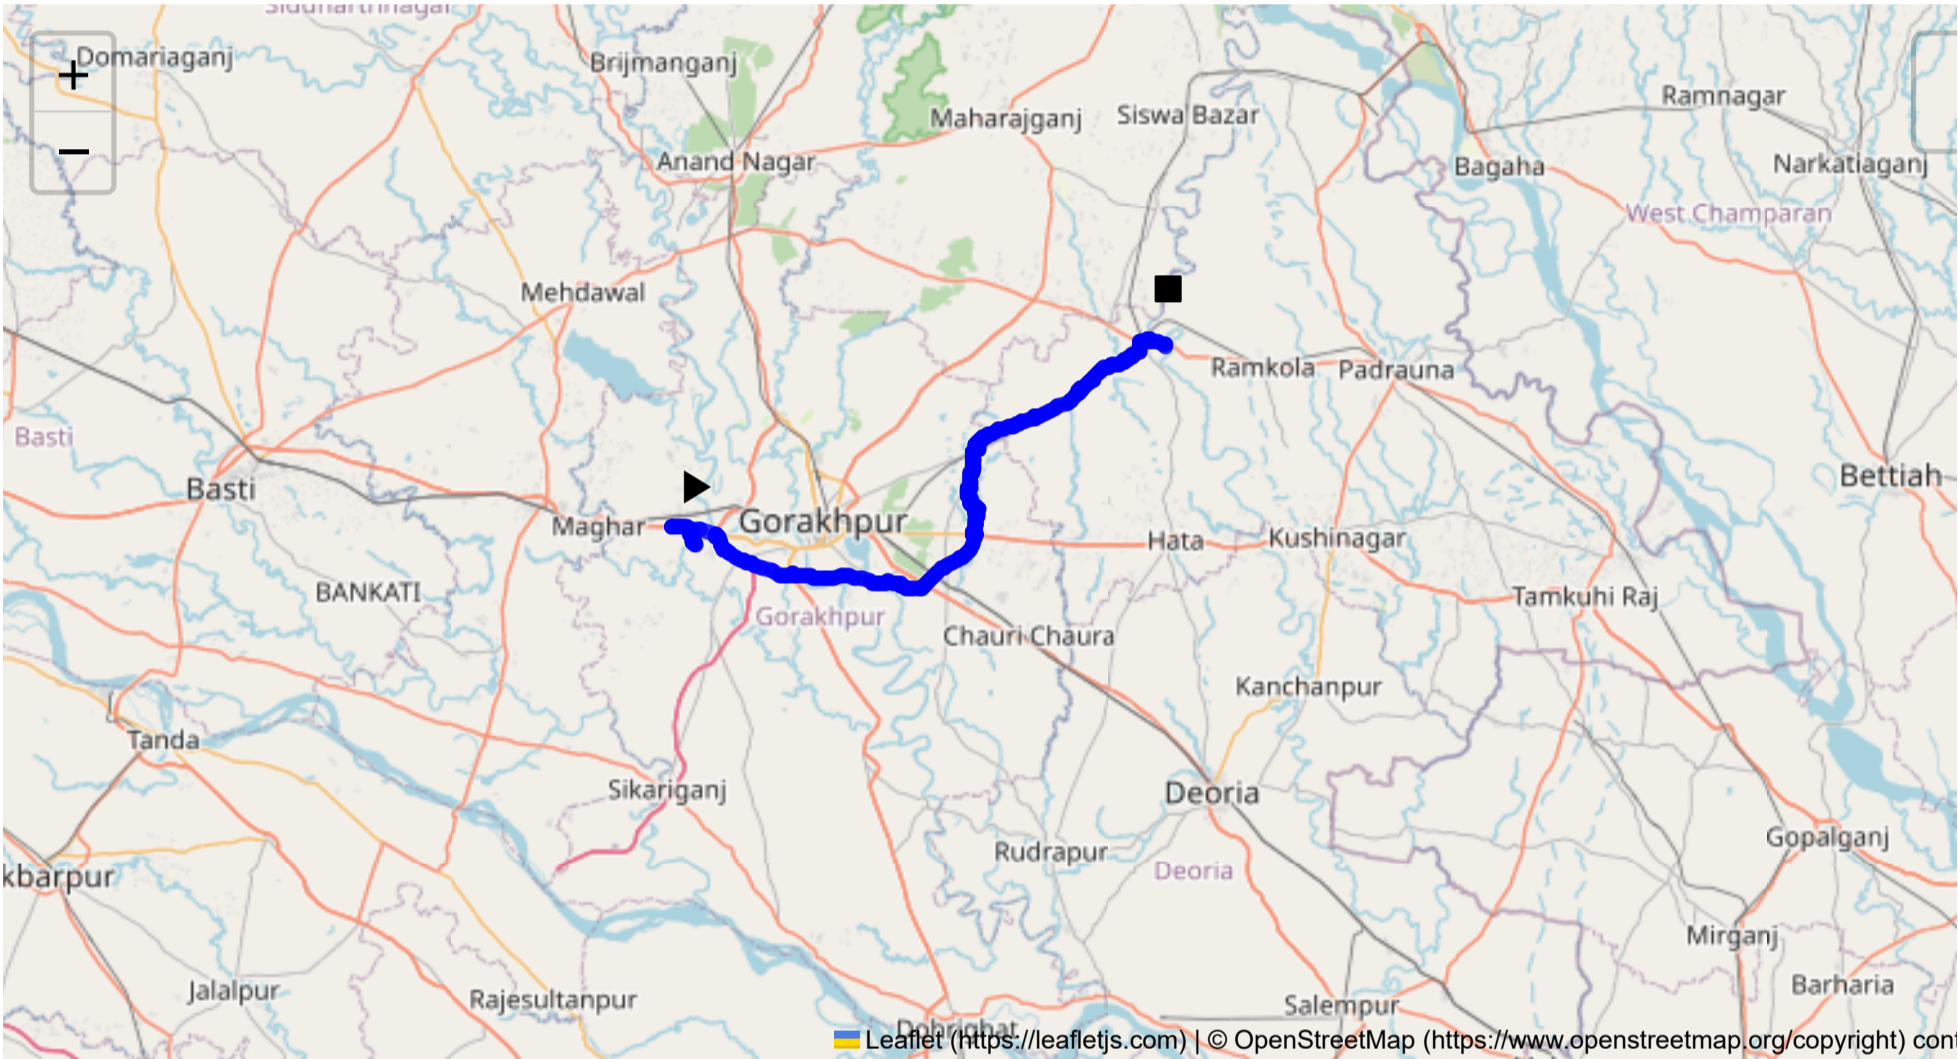 Siddharthnagar
Domariaganj
+
−
Brijmanganj
Maharajganj
Siswa Bazar
Ramnagar
Anand Nagar
Bagaha
Narkatiaganj
West Champaran
Mehdawal
Ramkola
Padrauna
Basti
Basti
Bettiah
Maghar
Gorakhpur
Hata
Kushinagar
BANKATI
Gorakhpur
Tamkuhi Raj
Chauri Chaura
Kanchanpur
Tanda
Sikariganj
Deoria
Gopalganj
Rudrapur
Deoria
kbarpur
Mirganj
Jalalpur
Rajesultanpur
Barharia
Salempur
Dohrighat
Leaflet (https://leafletjs.com) | © OpenStreetMap (https://www.openstreetmap.org/copyright) con